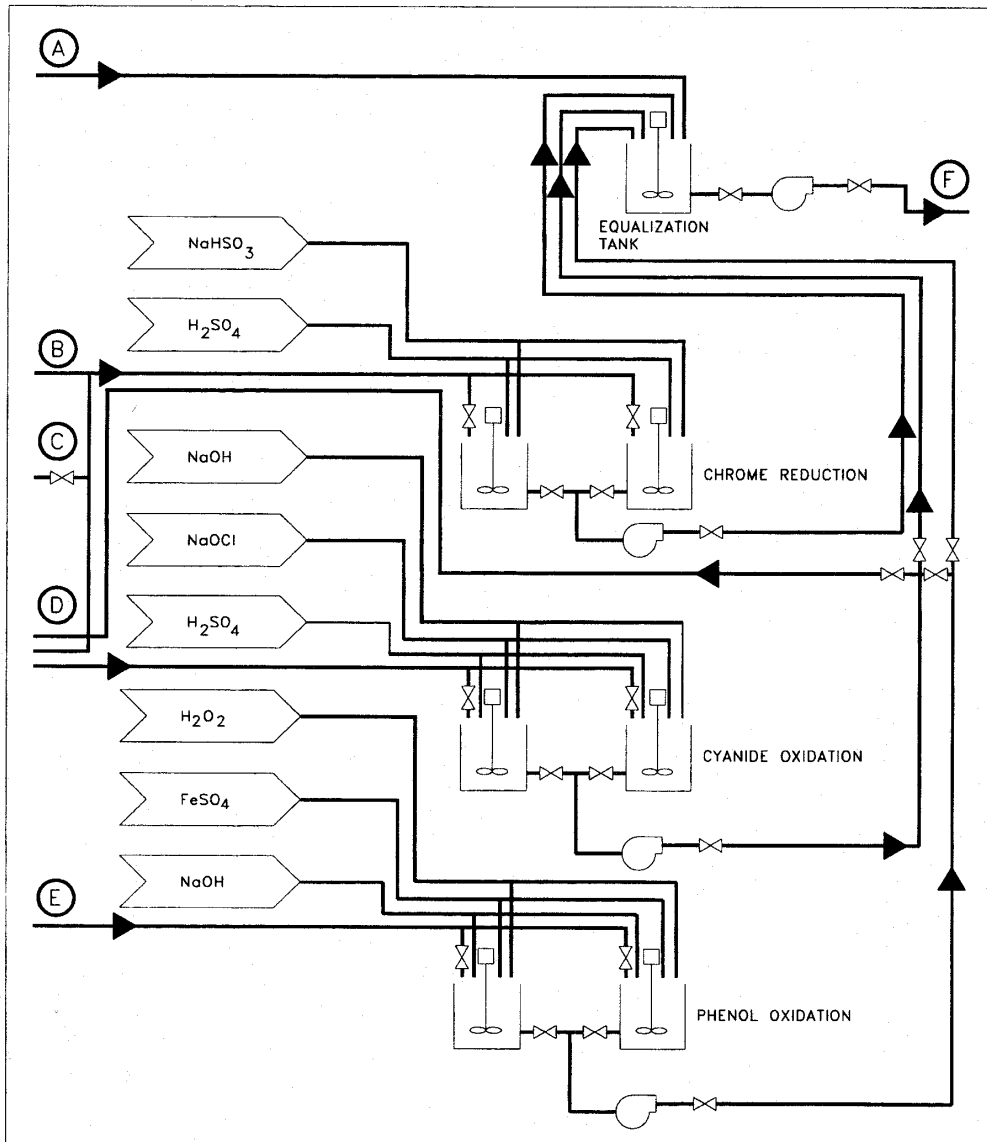 A
F
EQUALIZATION
TANK
NaHSO₃
H₂SO₄
B
C
NaOH
CHROME REDUCTION
NaOCl
D
H₂SO₄
H₂O₂
CYANIDE OXIDATION
FeSO₄
NaOH
E
PHENOL OXIDATION